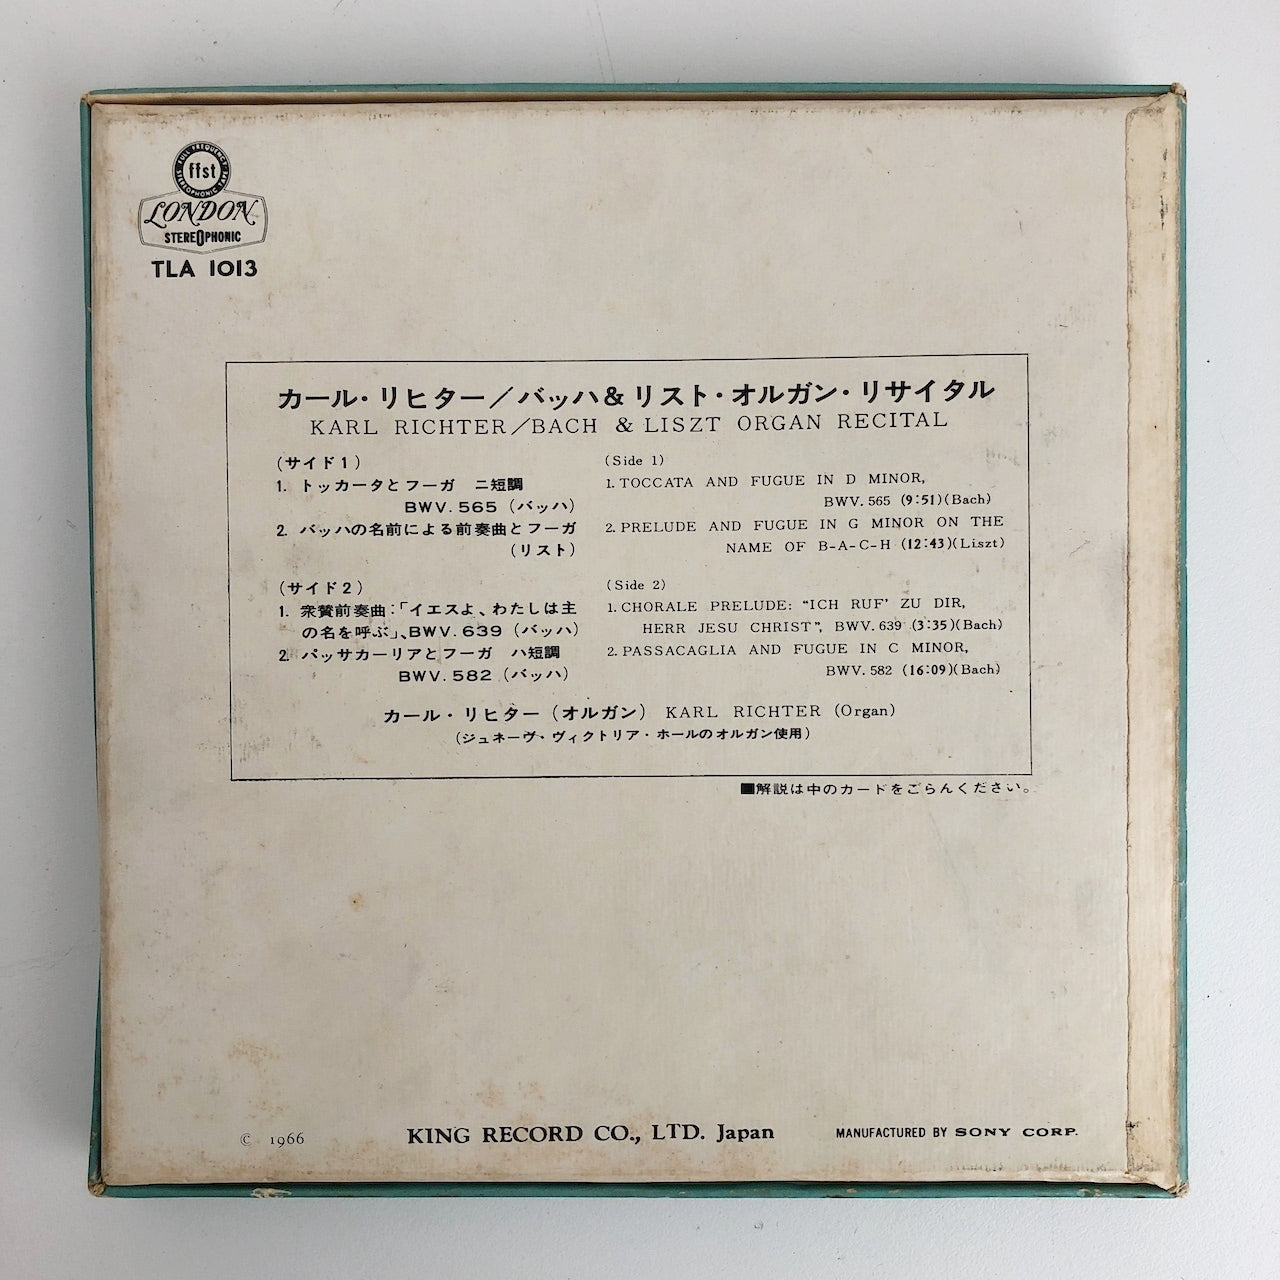 FULL FREQUENCY
ffst
STEREOPHONIC TAPE
LONDON
STEREOPHONIC
TLA 1013
カール・リヒター／バッハ&リスト・オルガン・リサイタル
KARL RICHTER／BACH & LISZT ORGAN RECITAL
(サイド1)
1. トッカータとフーガ　ニ短調
BWV. 565 (バッハ)
2. バッハの名前による前奏曲とフーガ
(リスト)
(サイド2)
1. 衆賛前奏曲：「イエスよ、わたしは主
の名を呼ぶ」、BWV. 639 (バッハ)
2. パッサカーリアとフーガ　ハ短調
BWV. 582 (バッハ)
(Side 1)
1. TOCCATA AND FUGUE IN D MINOR,
BWV. 565 (9:51)(Bach)
2. PRELUDE AND FUGUE IN G MINOR ON THE
NAME OF B-A-C-H (12:43)(Liszt)
(Side 2)
1. CHORALE PRELUDE: “ICH RUF’ ZU DIR,
HERR JESU CHRIST”, BWV. 639 (3:35)(Bach)
2. PASSACAGLIA AND FUGUE IN C MINOR,
BWV. 582 (16:09)(Bach)
カール・リヒター (オルガン) KARL RICHTER (Organ)
(ジュネーヴ・ヴィクトリア・ホールのオルガン使用)
■解説は中のカードをごらんください。
© 1966
KING RECORD CO., LTD. Japan
MANUFACTURED BY SONY CORP.